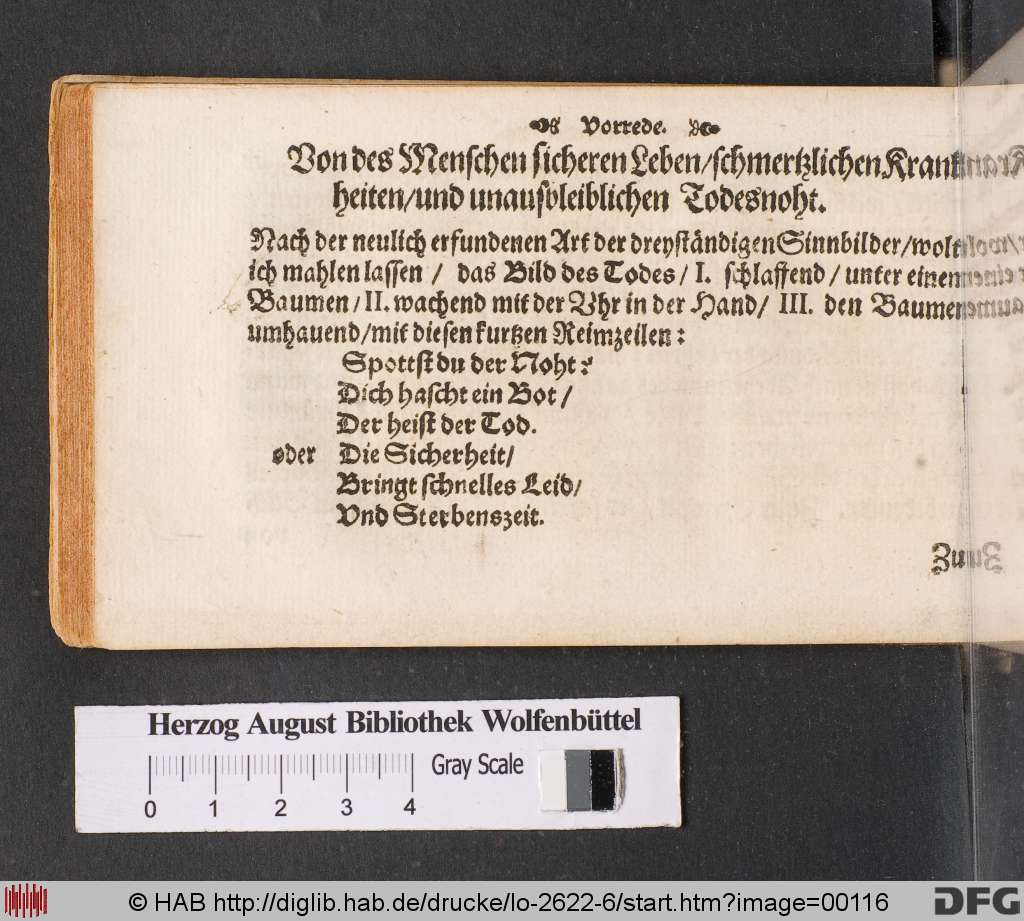 Vorrede.
Von des Menschen sicheren Leben/schmertzlichen Krank
heiten/und unausbleiblichen Todesnoht.
Nach der neulich erfundenen Art der dreyständigen Sinnbilder/wolt
ich mahlen lassen / das Bild des Todes / I. schlaffend / unter einem
Baumen / II. wachend mit der Uhr in der Hand / III. den Baumen
umhauend/mit diesen kurtzen Reimzeilen:
Spottst du der Noht?
Dich hascht ein Bot /
Der heist der Tod.
oder Die Sicherheit/
Bringt schnelles Leid/
Vnd Sterbenszeit.
Herzog August Bibliothek Wolfenbüttel
Gray Scale
0 1 2 3 4
© HAB http://diglib.hab.de/drucke/lo-2622-6/start.htm?image=00116
DFG